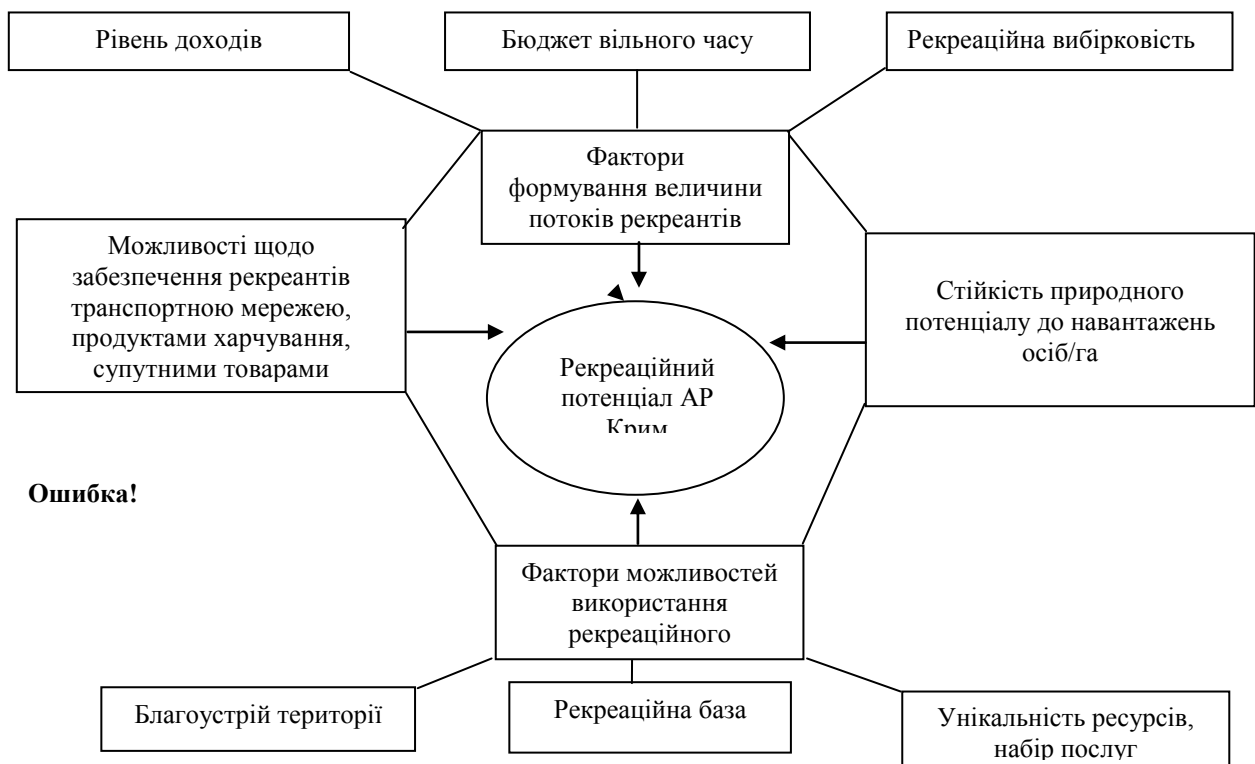 Рівень доходів
Бюджет вільного часу
Рекреаційна вибірковість
Фактори
формування величини
потоків рекреантів
Можливості щодо
забезпечення рекреантів
транспортною мережею,
продуктами харчування,
супутними товарами
Стійкість природного
потенціалу до навантажень
осіб/га
Рекреаційний
потенціал АР
Крим
Ошибка!
Фактори можливостей
використання
рекреаційного
Благоустрій території
Рекреаційна база
Унікальність ресурсів,
набір послуг